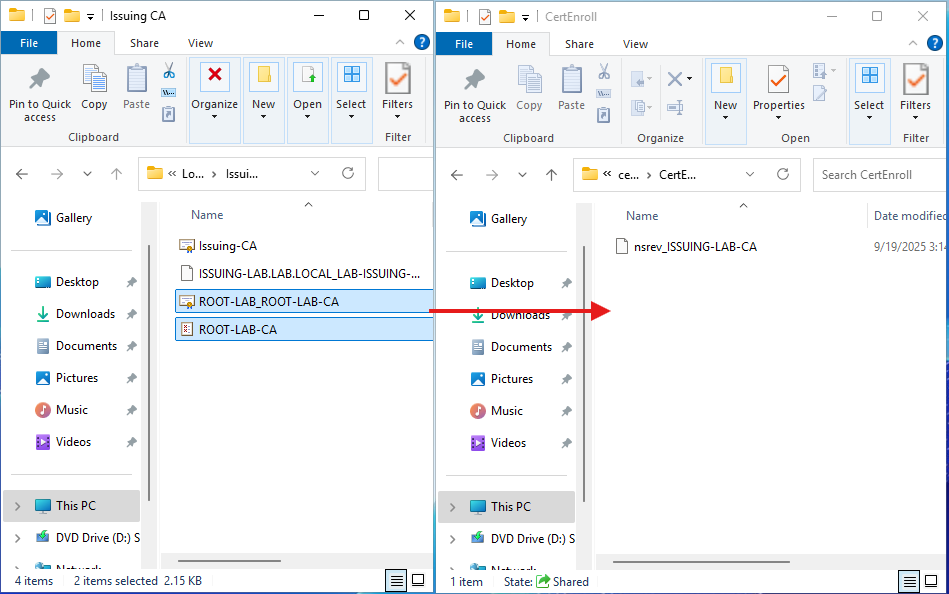 Issuing CA
File Home Share View
Pin to Quick access
Copy
Paste
Organize
New
Open
Select
Filters
Clipboard
Filter
« Lo... › Issui...
Gallery
Desktop
Downloads
Documents
Pictures
Music
Videos
This PC
DVD Drive (D:) S
Network
Name
Issuing-CA
ISSUING-LAB.LAB.LOCAL_LAB-ISSUING-...
ROOT-LAB_ROOT-LAB-CA
ROOT-LAB-CA
4 items 2 items selected 2.15 KB
CertEnroll
File Home Share View
Pin to Quick access
Copy
Paste
New
Properties
Select
Filters
Clipboard
Organize
Open
Filter
« ce... › CertE...
Search CertEnroll
Gallery
Desktop
Downloads
Documents
Pictures
Music
Videos
This PC
DVD Drive (D:) S
Network
Name Date modified
nsrev_ISSUING-LAB-CA 9/19/2025 3:14
1 item State: Shared